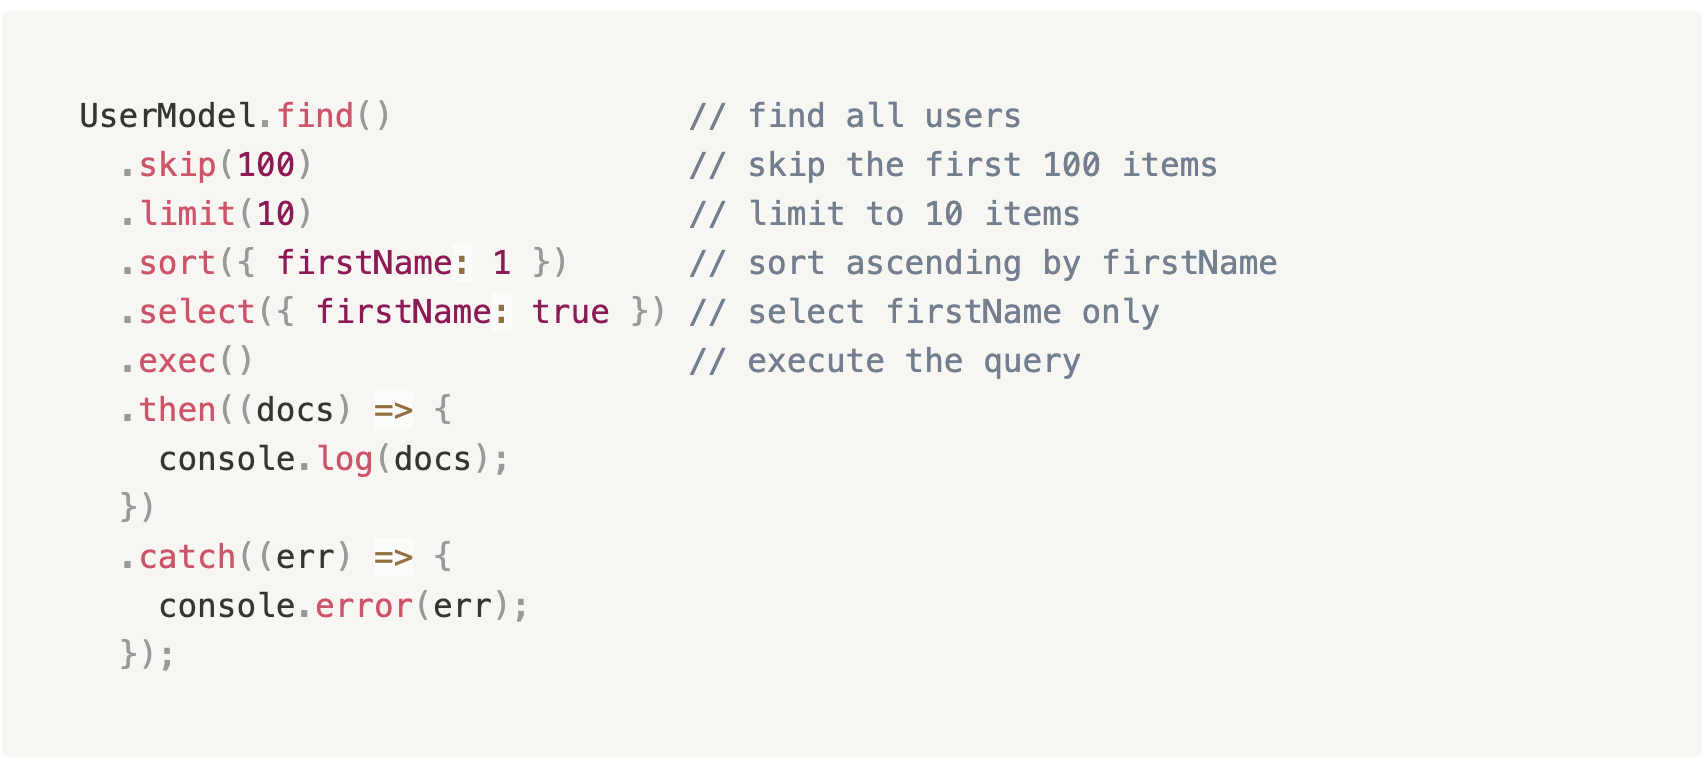 UserModel.find()               // find all users
  .skip(100)                   // skip the first 100 items
  .limit(10)                   // limit to 10 items
  .sort({ firstName: 1 })      // sort ascending by firstName
  .select({ firstName: true }) // select firstName only
  .exec()                      // execute the query
  .then((docs) => {
    console.log(docs);
  })
  .catch((err) => {
    console.error(err);
  });